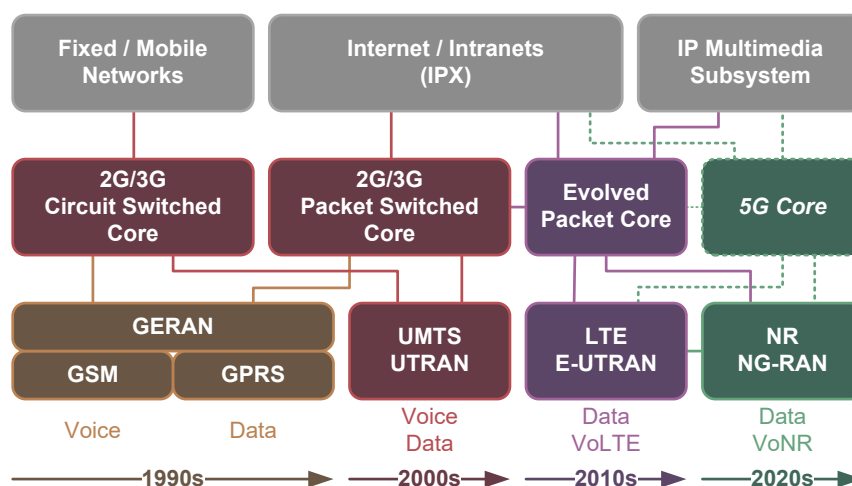 Fixed / Mobile
Networks
Internet / Intranets
(IPX)
IP Multimedia
Subsystem
2G/3G
Circuit Switched
Core
2G/3G
Packet Switched
Core
Evolved
Packet Core
5G Core
GERAN
GSM
GPRS
UMTS
UTRAN
LTE
E-UTRAN
NR
NG-RAN
Voice
Data
Voice
Data
Data
VoLTE
Data
VoNR
1990s
2000s
2010s
2020s